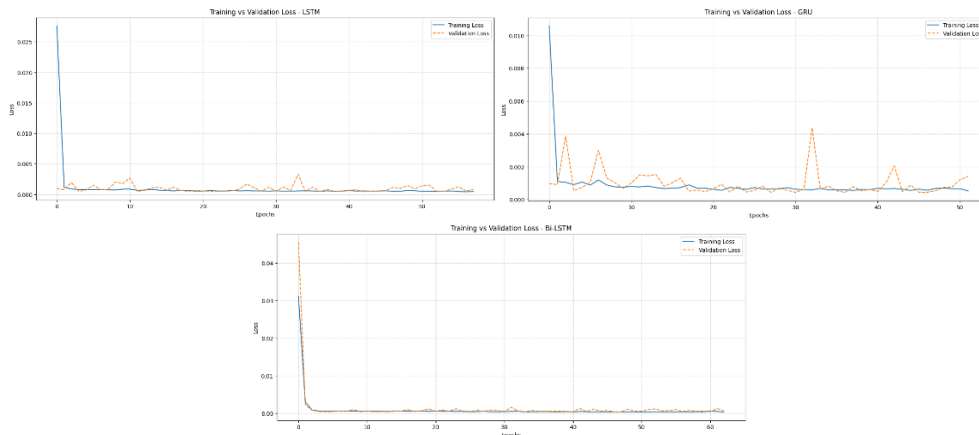 Training vs Validation Loss - LSTM
Training Loss
Validation Loss
0.025
0.020
0.015
0.010
0.005
0.000
Loss
0
10
20
30
40
50
Epochs
Training vs Validation Loss - GRU
Training Loss
Validation Loss
0.010
0.008
0.006
0.004
0.002
0.000
Loss
0
10
20
30
40
50
Epochs
Training vs Validation Loss - Bi-LSTM
Training Loss
Validation Loss
0.04
0.03
0.02
0.01
0.00
Loss
0
10
20
30
40
50
60
Epochs